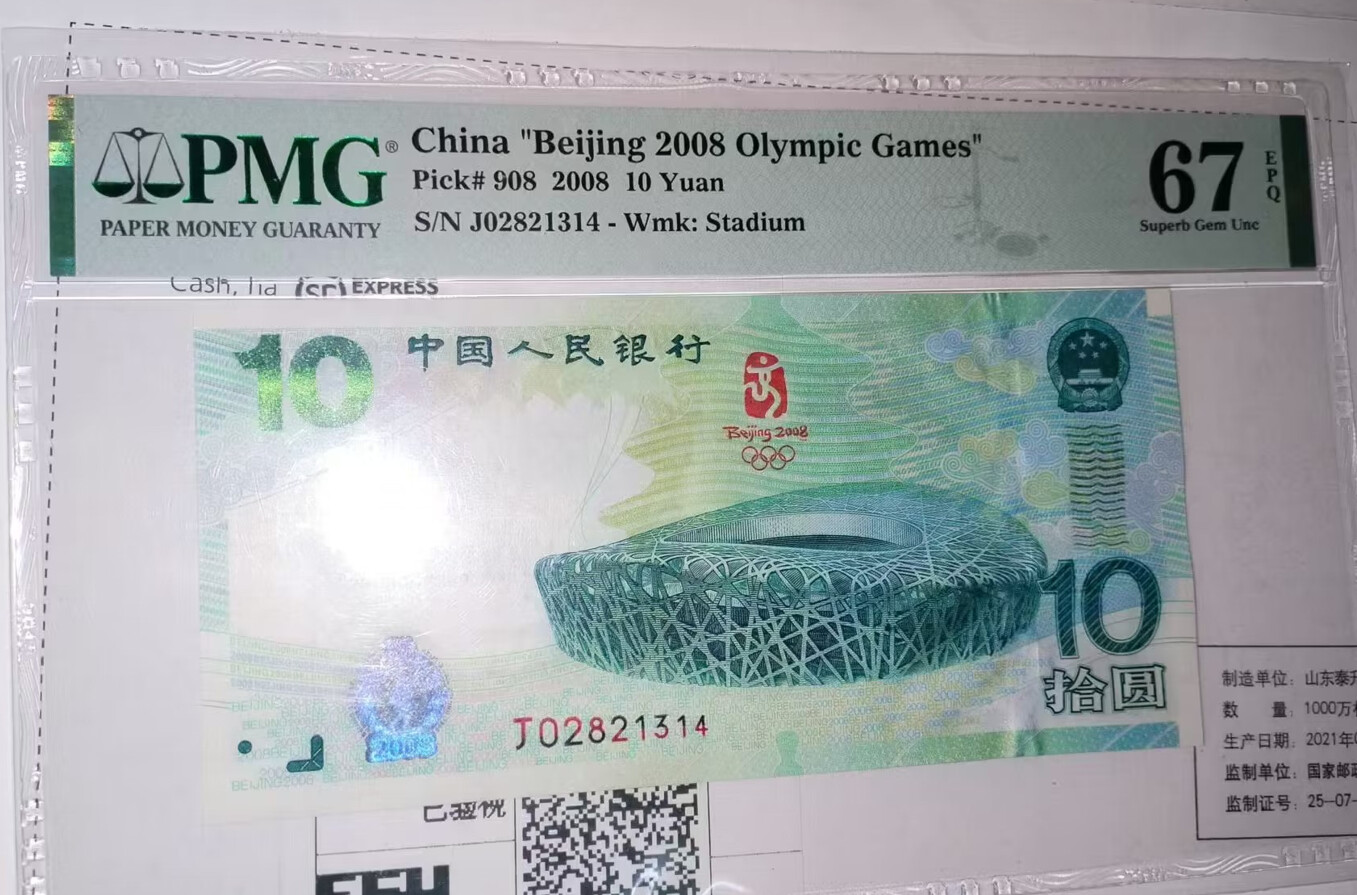 PMG® China "Beijing 2008 Olympic Games" 67 EPQ
Pick# 908 2008 10 Yuan
PAPER MONEY GUARANTY S/N J02821314 - Wmk: Stadium Superb Gem Unc
EXPRESS
10 中国人民银行
Beijing 2008
10
拾圆
2008
J02821314
制造单位: 山东泰
数 量: 1000万
生产日期: 2021年
监制单位: 国家邮
监制证号: 25-07-
已验视